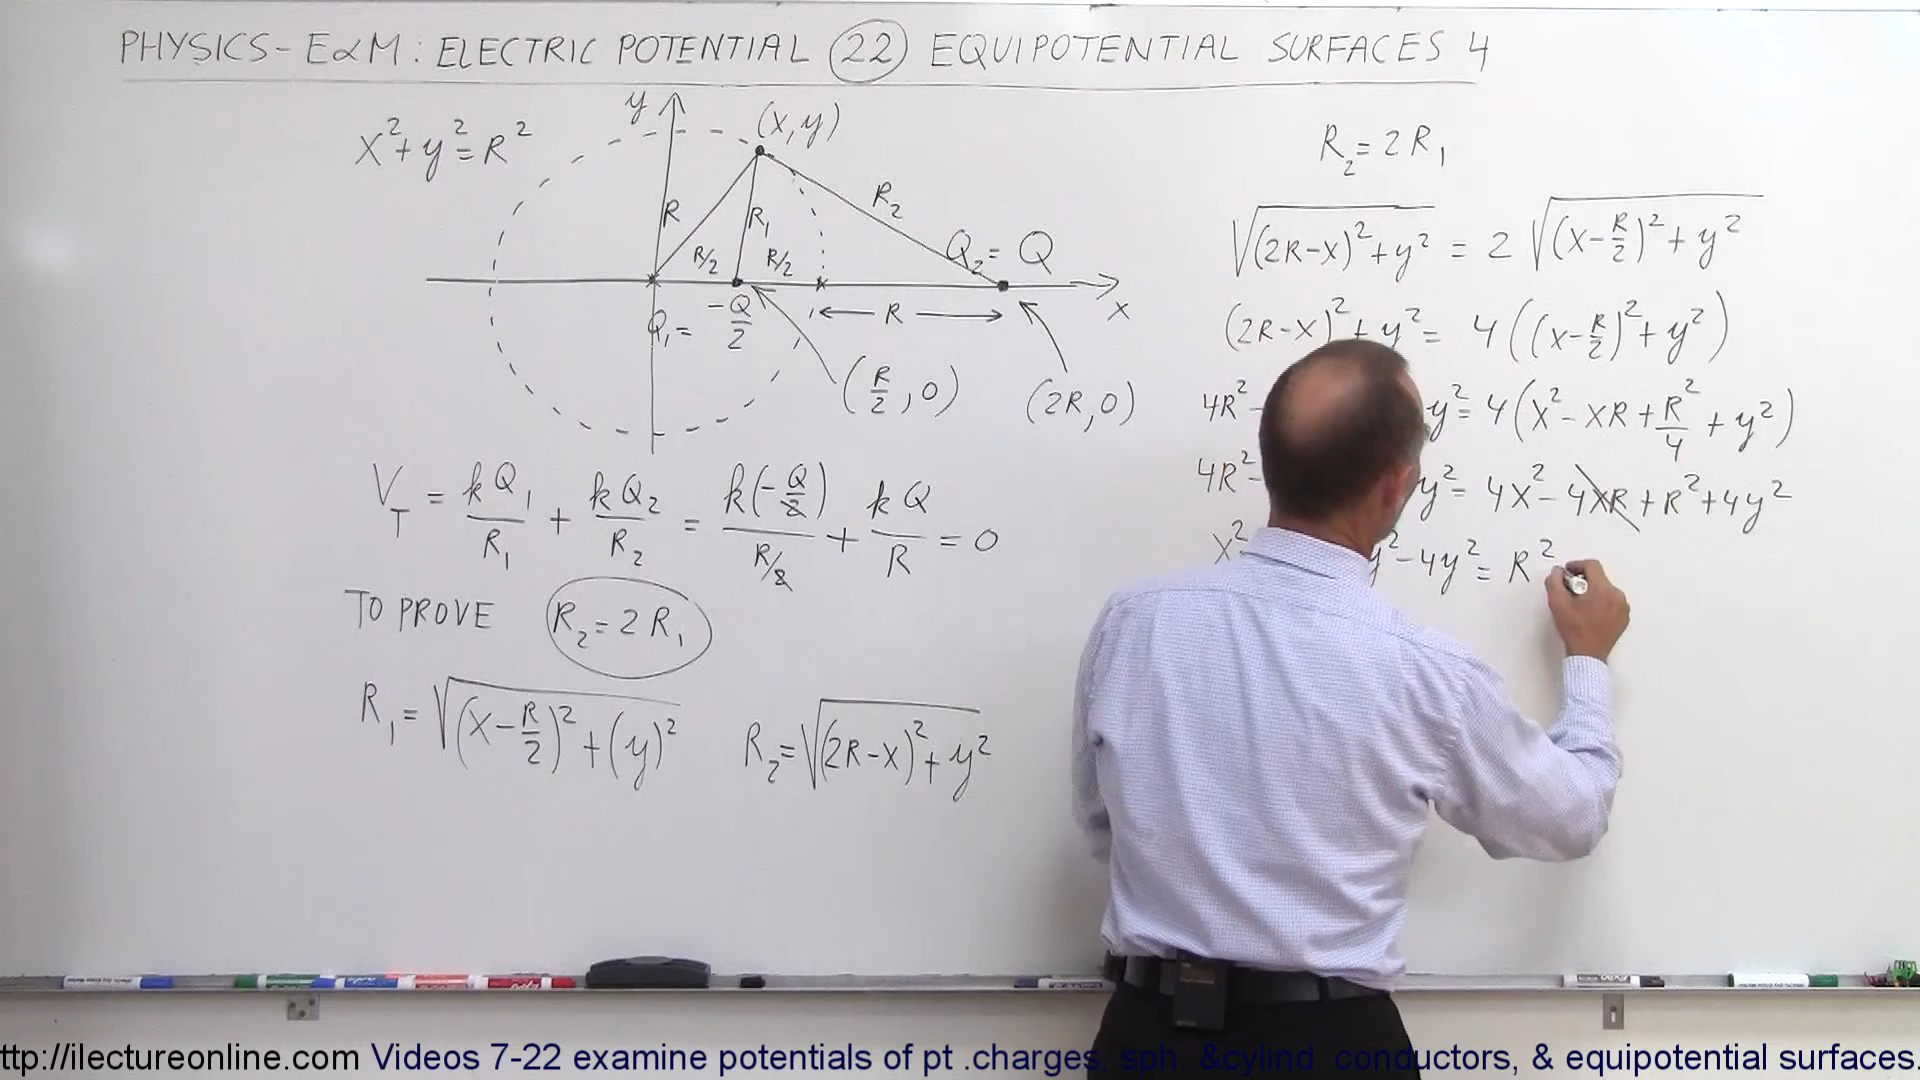 PHYSICS - E&M: ELECTRIC POTENTIAL (22) EQUIPOTENTIAL SURFACES 4
x² + y² = R²
y
(x, y)
R
R₁
R₂
R/2
R/2
Q₂ = Q
x
Q₁ = -Q/2
R
(R/2, 0)
(2R, 0)
V_T = kQ₁/R₁ + kQ₂/R₂ = k(-Q/2)/(R/2) + kQ/R = 0
TO PROVE R₂ = 2R₁
R₁ = √((x - R/2)² + (y)²)
R₂ = √((2R - x)² + y²)
R₂ = 2R₁
√((2R - x)² + y²) = 2√((x - R/2)² + y²)
(2R - x)² + y² = 4((x - R/2)² + y²)
4R² - y² = 4(x² - xR + R²/4 + y²)
4R² - y² = 4x² - 4xR + R² + 4y²
x² - y² - 4y² = R²
ttp://ilectureonline.com Videos 7-22 examine potentials of pt .charges, sph. &cylind conductors, & equipotential surfaces.